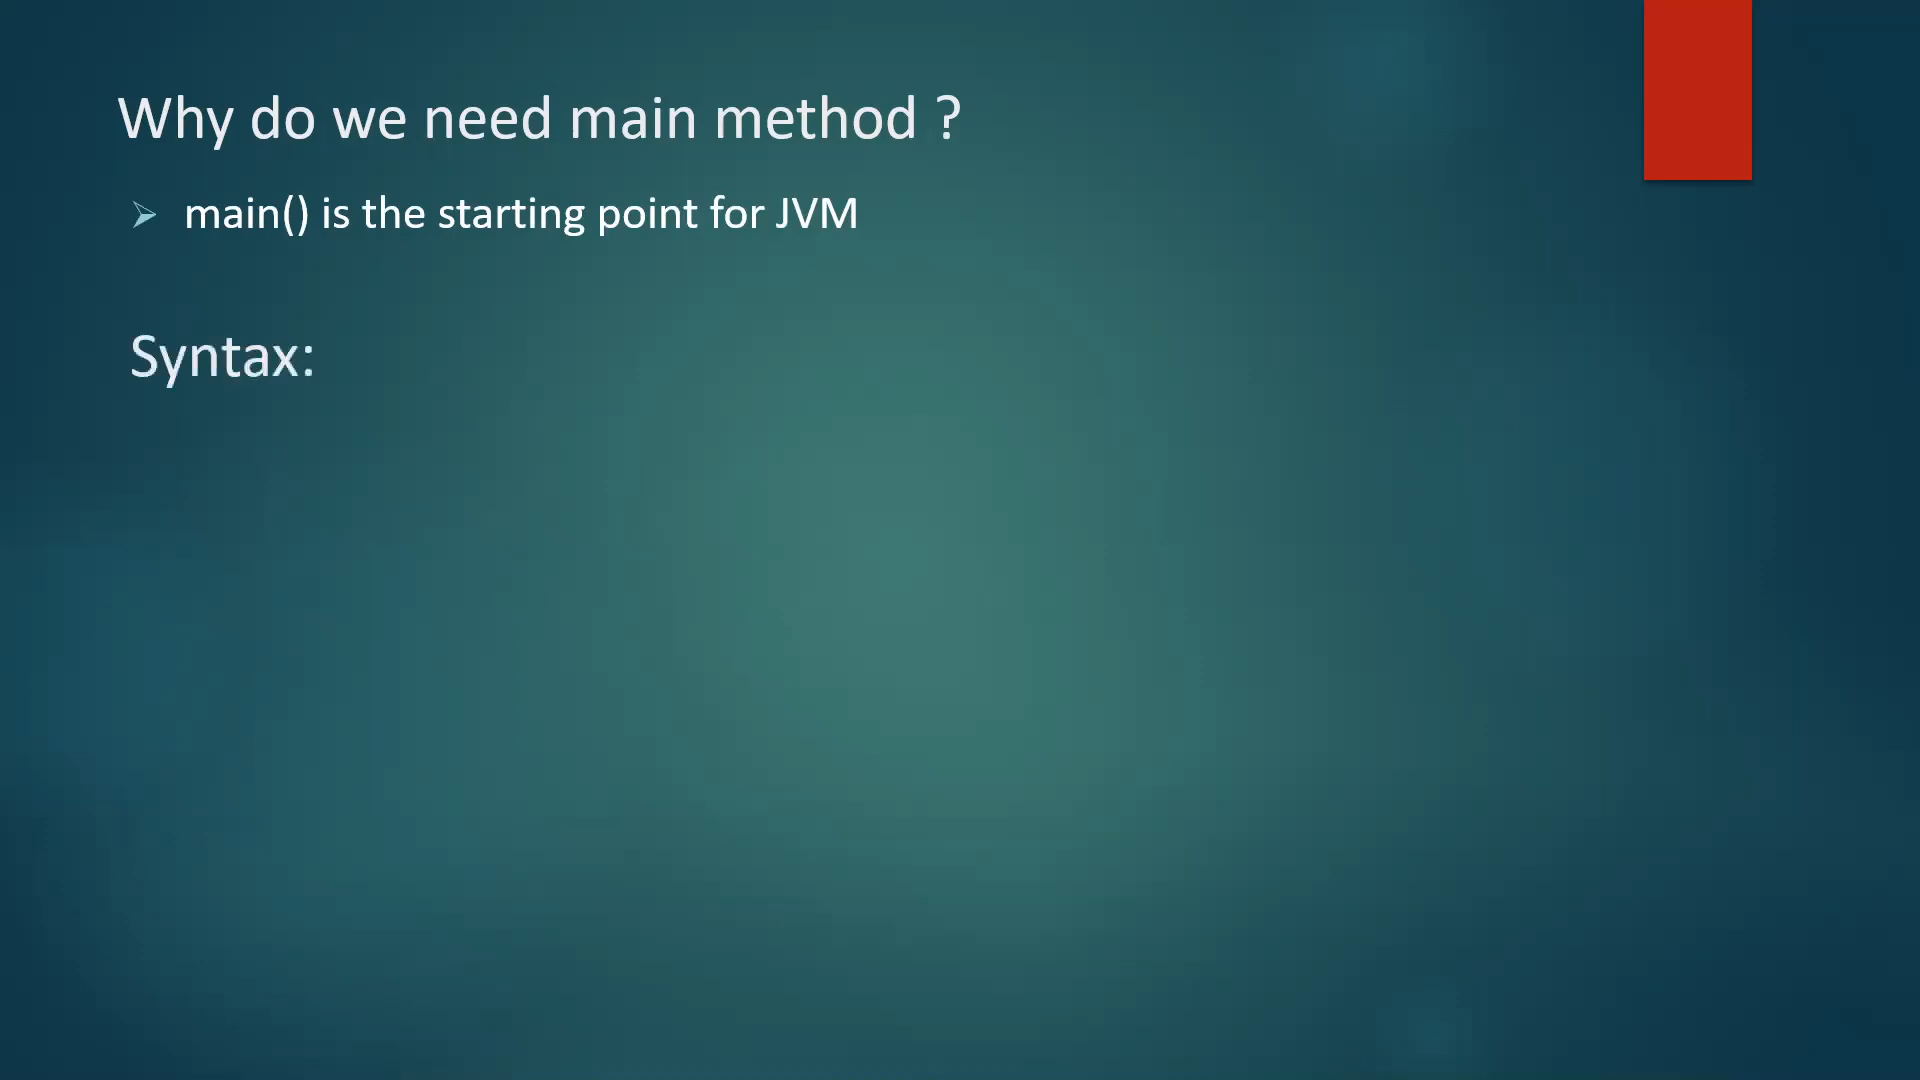 Why do we need main method ?
main() is the starting point for JVM
Syntax: